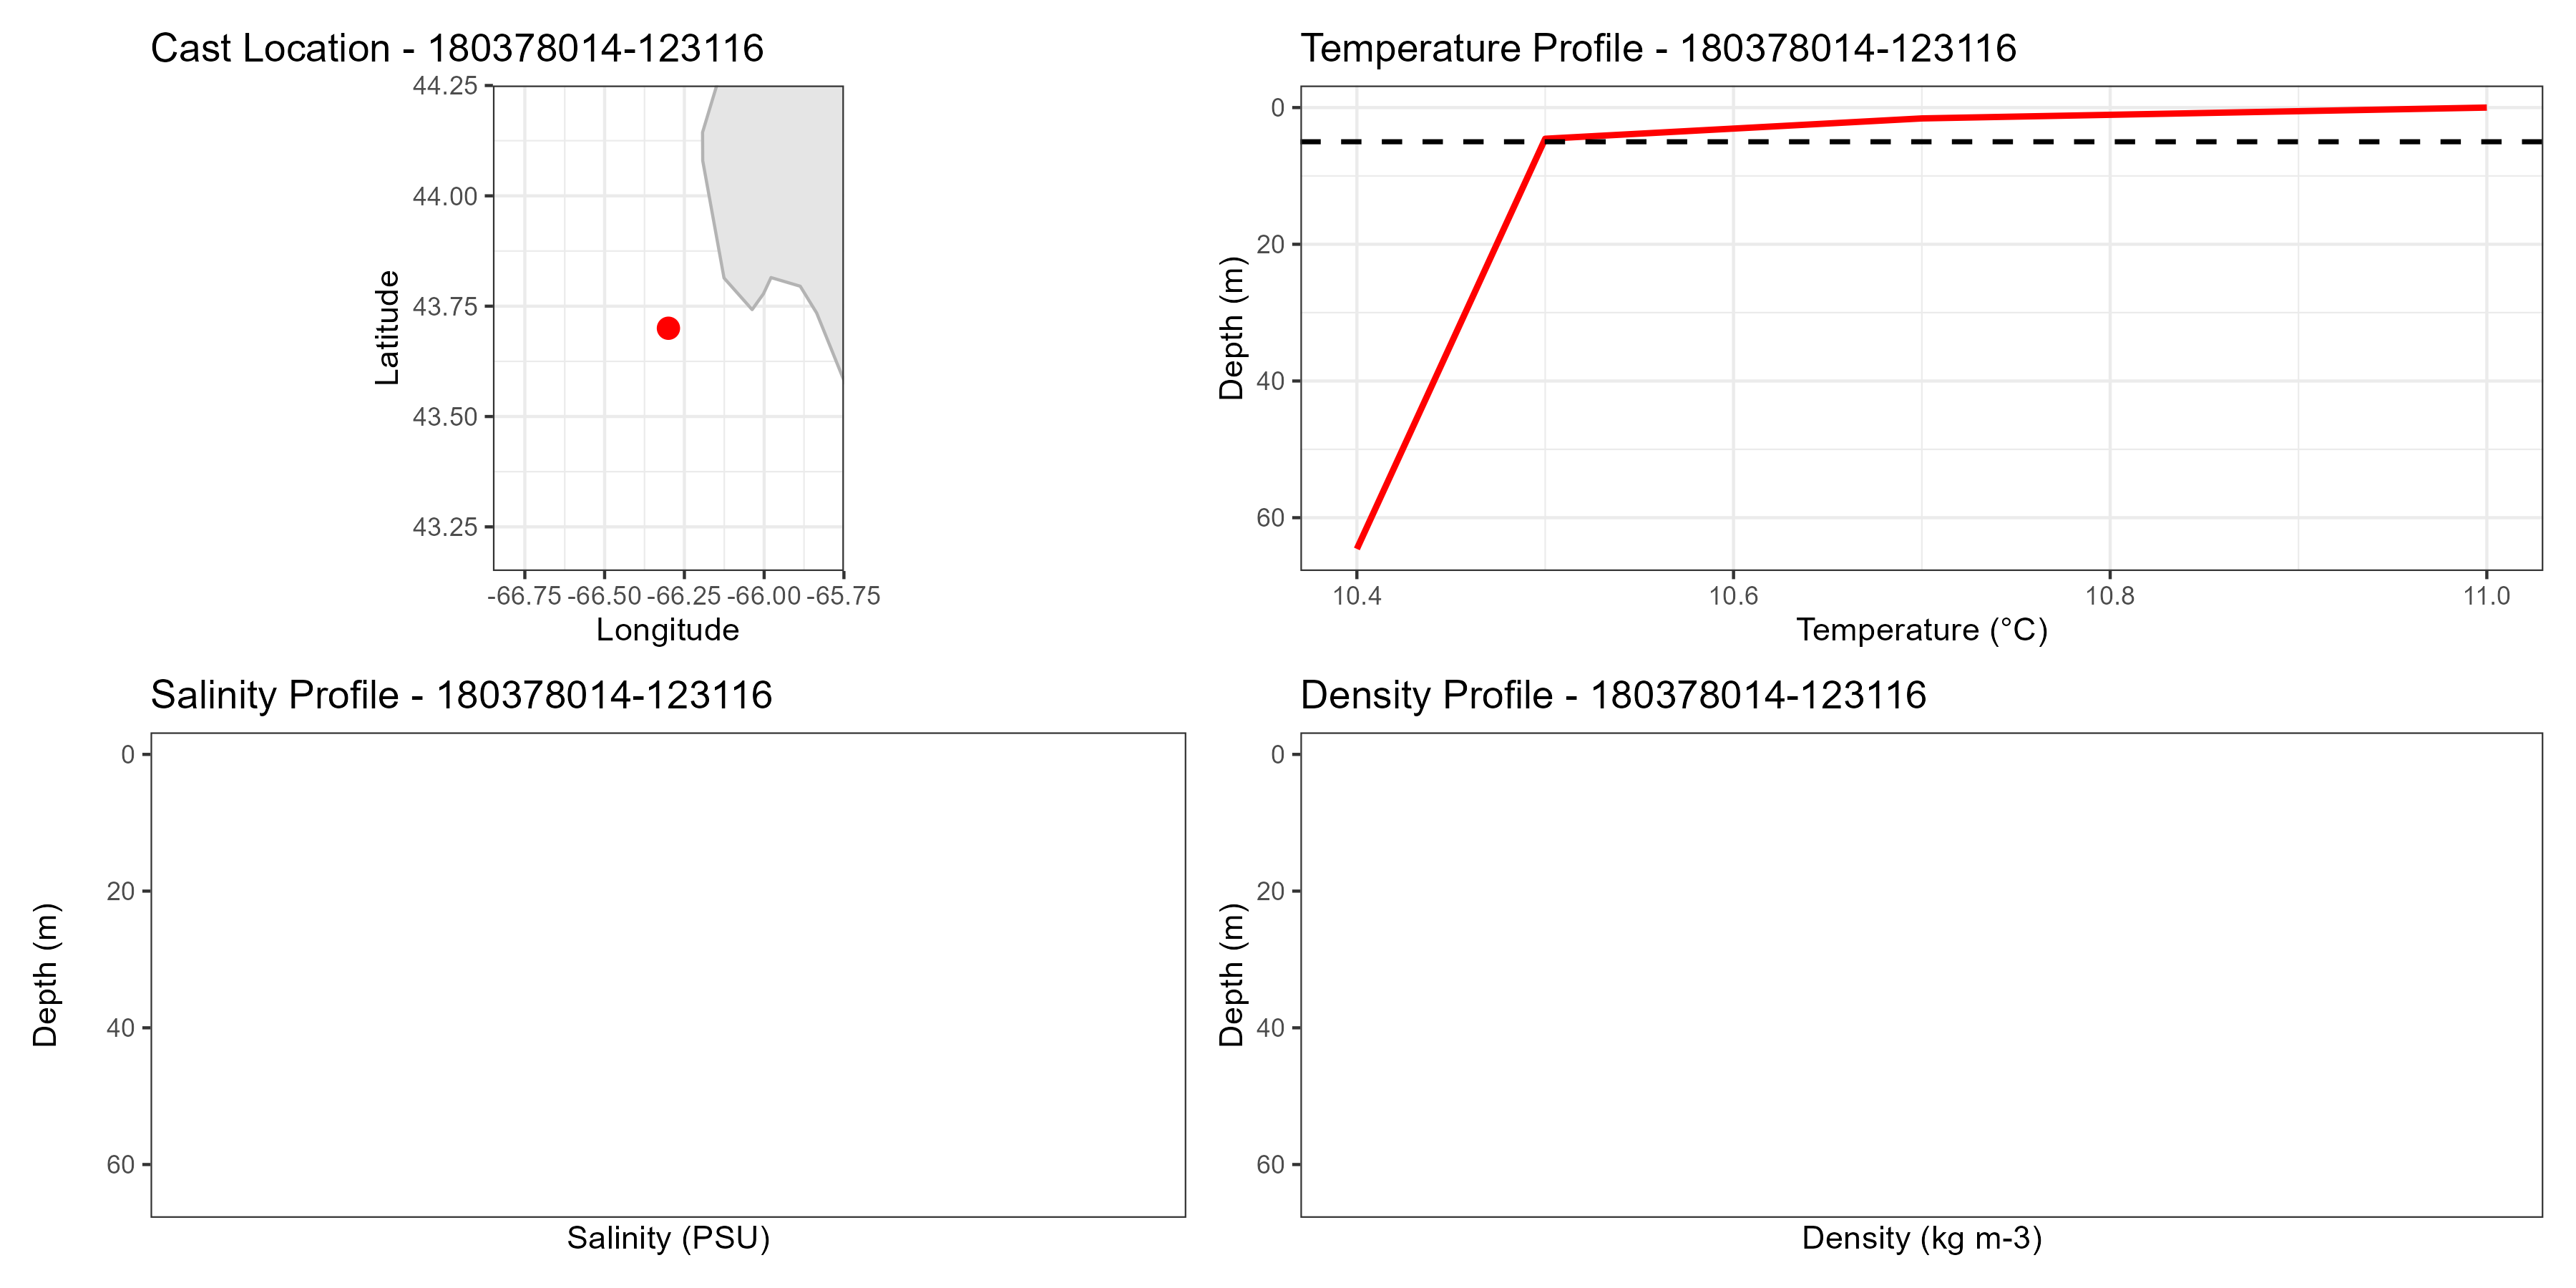 Cast Location - 180378014-123116
44.25
44.00
43.75
43.50
43.25
Latitude
-66.75 -66.50 -66.25 -66.00 -65.75
Longitude
Temperature Profile - 180378014-123116
0
20
40
60
Depth (m)
10.4 10.6 10.8 11.0
Temperature (°C)
Salinity Profile - 180378014-123116
0
20
40
60
Depth (m)
Salinity (PSU)
Density Profile - 180378014-123116
0
20
40
60
Depth (m)
Density (kg m-3)